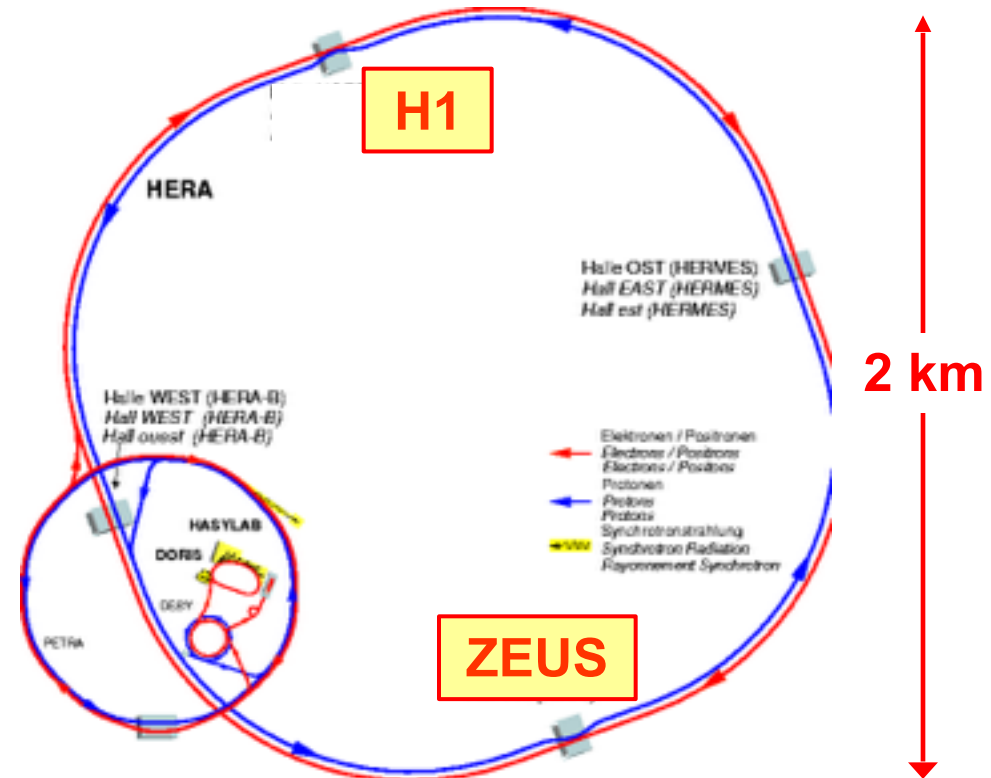 H1
HERA
Halle OST (HERMES)
Hall EAST (HERMES)
Hall est (HERMES)
2 km
Halle WEST (HERA-B)
Hall WEST (HERA-B)
Hall ouest (HERA-B)
Elektronen / Positronen
Electrons / Positrons
Electrons / Positons
Protonen
Protons
Protons
Synchrotronstrahlung
Synchrotron Radiation
Rayonnement Synchrotron
HASYLAB
DORIS
DESY
PETRA
ZEUS